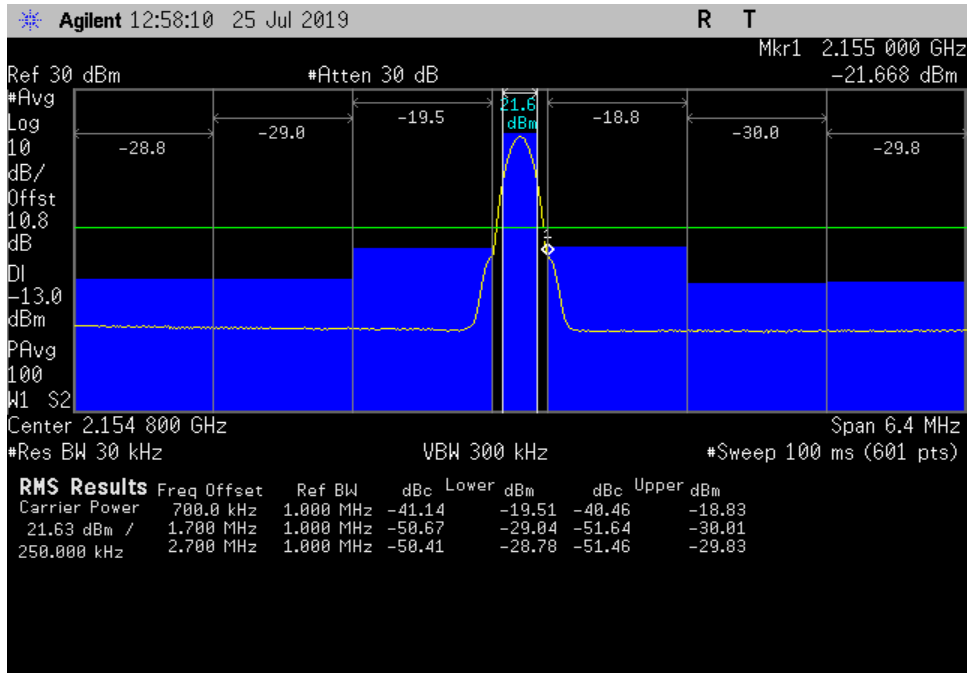 Agilent 12:58:10 25 Jul 2019 R T
Mkr1 2.155 000 GHz
Ref 30 dBm #Atten 30 dB -21.668 dBm
#Avg
Log
10
dB/
Offst
10.8
dB
DI
-13.0
dBm
PAvg
100
W1 S2
-28.8 -29.0 -19.5 21.6 dBm -18.8 -30.0 -29.8
1
Center 2.154 800 GHz Span 6.4 MHz
#Res BW 30 kHz VBW 300 kHz #Sweep 100 ms (601 pts)
RMS Results Freq Offset Ref BW dBc Lower dBm dBc Upper dBm
Carrier Power 700.0 kHz 1.000 MHz -41.14 -19.51 -40.46 -18.83
21.63 dBm / 1.700 MHz 1.000 MHz -50.67 -29.04 -51.64 -30.01
250.000 kHz 2.700 MHz 1.000 MHz -50.41 -28.78 -51.46 -29.83